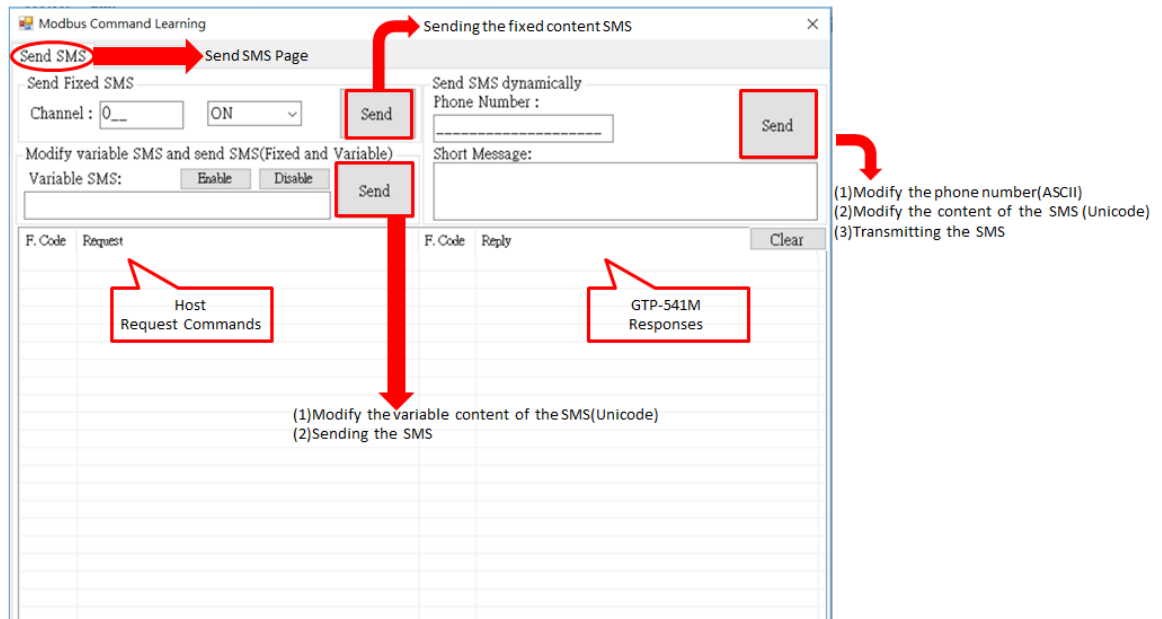 Modbus Command Learning
Sending the fixed content SMS
Send SMS
Send SMS Page
Send Fixed SMS
Channel : 0__
ON
Send
Send SMS dynamically
Phone Number :
____________________
Send
Modify variable SMS and send SMS(Fixed and Variable)
Variable SMS:
Enable
Disable
Send
Short Message:
(1)Modify the phone number(ASCII)
(2)Modify the content of the SMS (Unicode)
(3)Transmitting the SMS
F. Code
Request
F. Code
Reply
Clear
Host
Request Commands
GTP-541M
Responses
(1)Modify the variable content of the SMS(Unicode)
(2)Sending the SMS